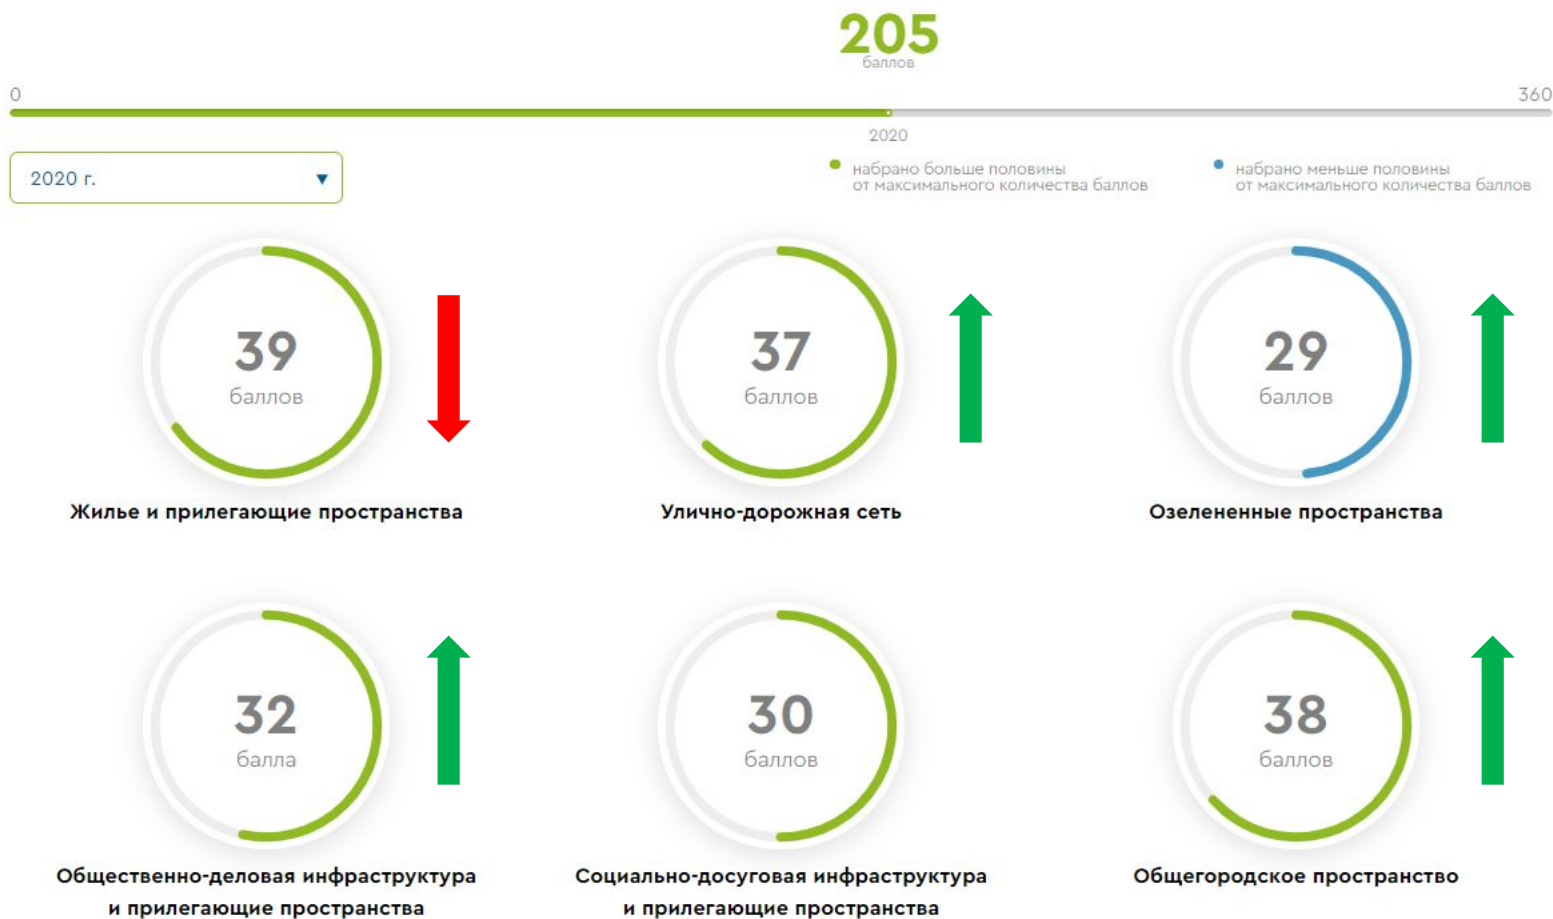 205
баллов
0
360
2020
2020 г.
набрано больше половины
от максимального количества баллов
набрано меньше половины
от максимального количества баллов
39
баллов
Жилье и прилегающие пространства
37
баллов
Улично-дорожная сеть
29
баллов
Озелененные пространства
32
балла
Общественно-деловая инфраструктура
и прилегающие пространства
30
баллов
Социально-досуговая инфраструктура
и прилегающие пространства
38
баллов
Общегородское пространство